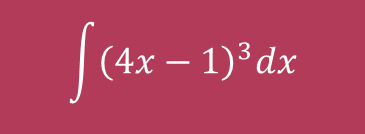 ∫(4x − 1)³dx